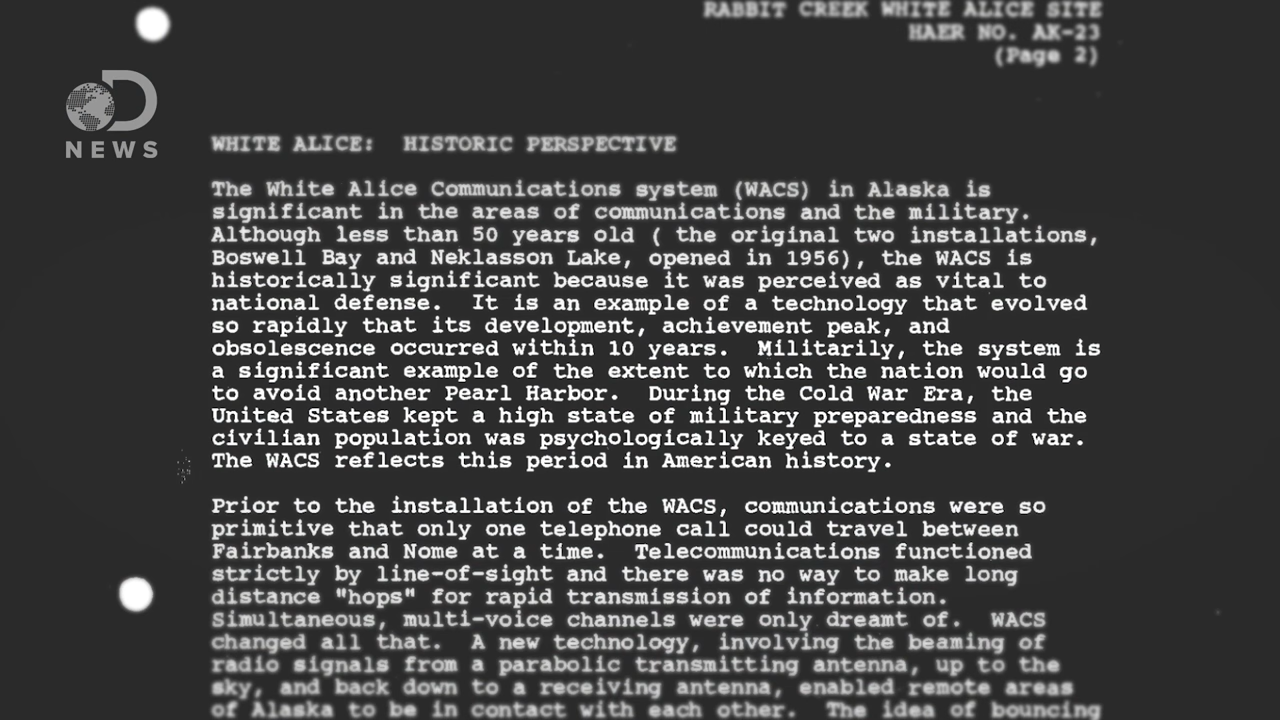 RABBIT CREEK WHITE ALICE SITE
HAER NO. AK-23
(Page 2)
D
NEWS
WHITE ALICE:  HISTORIC PERSPECTIVE
The White Alice Communications system (WACS) in Alaska is
significant in the areas of communications and the military.
Although less than 50 years old ( the original two installations,
Boswell Bay and Neklasson Lake, opened in 1956), the WACS is
historically significant because it was perceived as vital to
national defense.  It is an example of a technology that evolved
so rapidly that its development, achievement peak, and
obsolescence occurred within 10 years.  Militarily, the system is
a significant example of the extent to which the nation would go
to avoid another Pearl Harbor.  During the Cold War Era, the
United States kept a high state of military preparedness and the
civilian population was psychologically keyed to a state of war.
The WACS reflects this period in American history.
Prior to the installation of the WACS, communications were so
primitive that only one telephone call could travel between
Fairbanks and Nome at a time.  Telecommunications functioned
strictly by line-of-sight and there was no way to make long
distance "hops" for rapid transmission of information.
Simultaneous, multi-voice channels were only dreamt of.  WACS
changed all that.  A new technology, involving the beaming of
radio signals from a parabolic transmitting antenna, up to the
sky, and back down to a receiving antenna, enabled remote areas
of Alaska to be in contact with each other.  The idea of bouncing